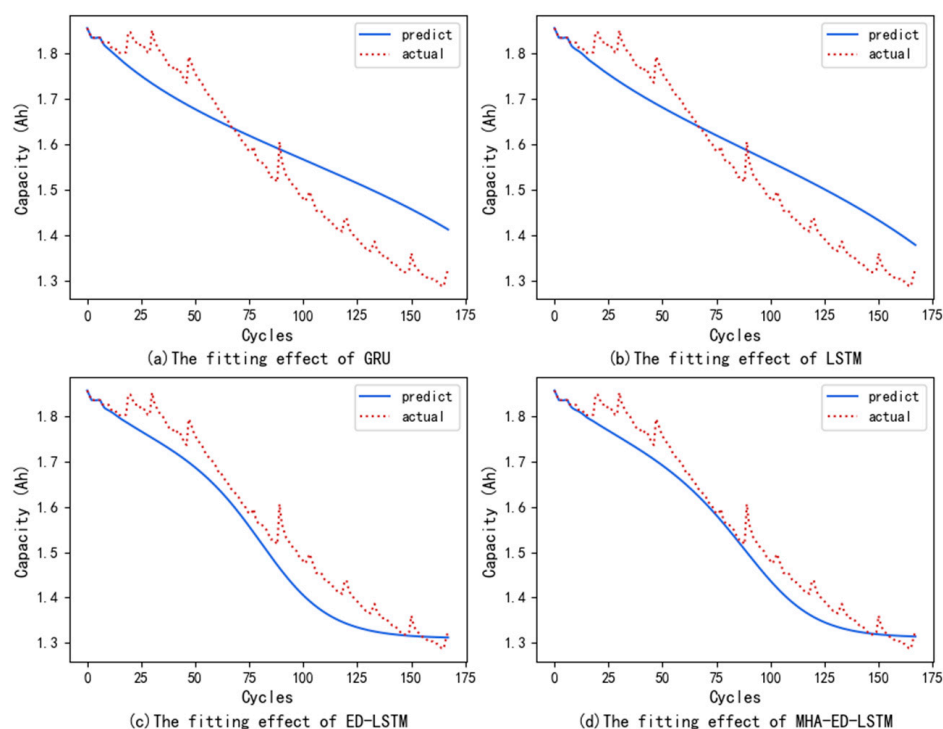 1.8
1.7
1.6
1.5
1.4
1.3
Capacity (Ah)
predict
actual
0
25
50
75
100
125
150
175
Cycles
(a)The fitting effect of GRU
1.8
1.7
1.6
1.5
1.4
1.3
Capacity (Ah)
predict
actual
0
25
50
75
100
125
150
175
Cycles
(b)The fitting effect of LSTM
1.8
1.7
1.6
1.5
1.4
1.3
Capacity (Ah)
predict
actual
0
25
50
75
100
125
150
175
Cycles
(c)The fitting effect of ED-LSTM
1.8
1.7
1.6
1.5
1.4
1.3
Capacity (Ah)
predict
actual
0
25
50
75
100
125
150
175
Cycles
(d)The fitting effect of MHA-ED-LSTM